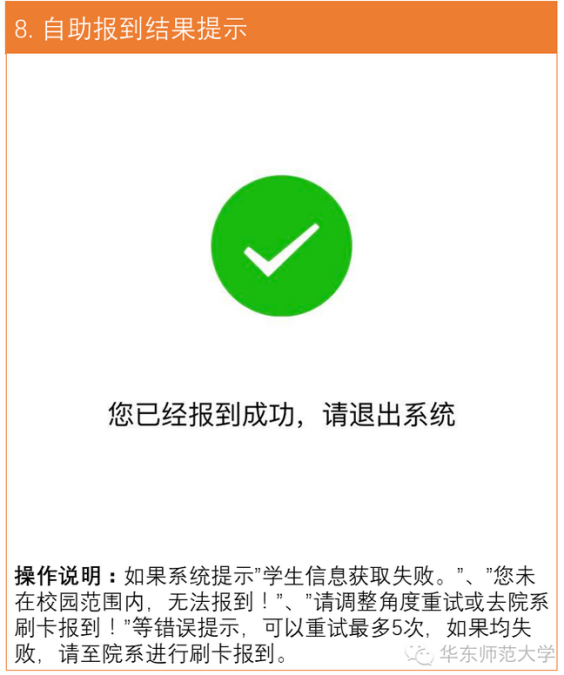 8. 自助报到结果提示
您已经报到成功，请退出系统
操作说明：如果系统提示”学生信息获取失败。”、”您未
在校园范围内，无法报到！”、”请调整角度重试或去院系
刷卡报到！”等错误提示，可以重试最多5次，如果均失
败，请至院系进行刷卡报到。
华东师范大学